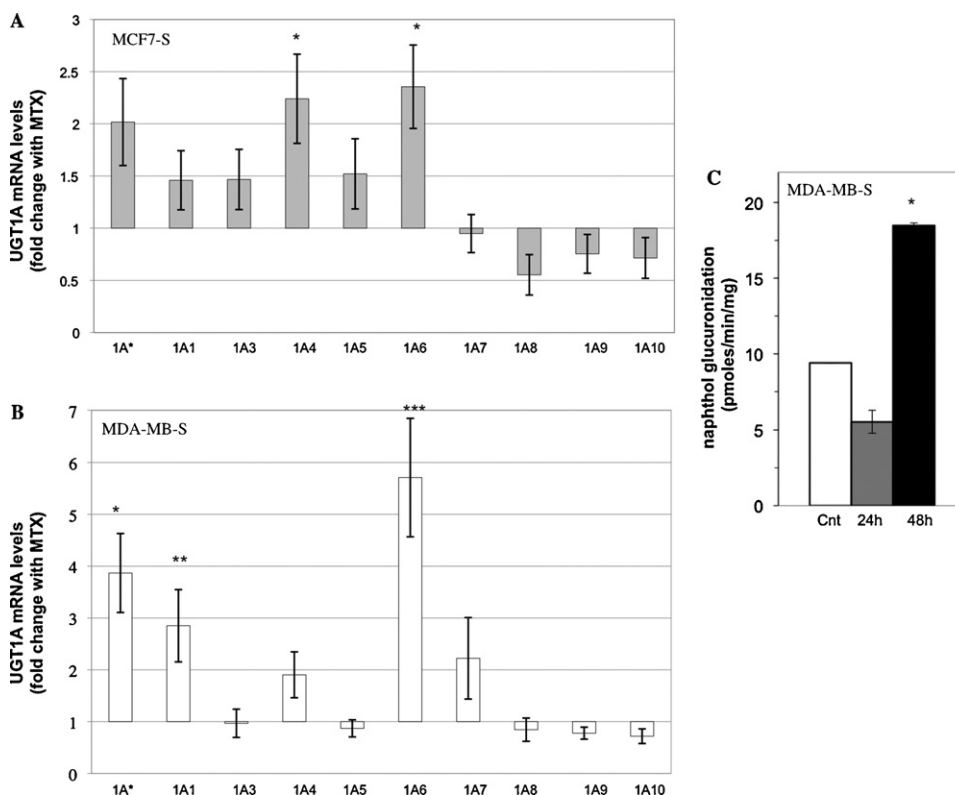 A
MCF7-S
UGT1A mRNA levels
(fold change with MTX)
3
2.5
2
1.5
1
0.5
0
* *
1A* 1A1 1A3 1A4 1A5 1A6 1A7 1A8 1A9 1A10
B
MDA-MB-S
UGT1A mRNA levels
(fold change with MTX)
7
6
5
4
3
2
1
0
* ** ***
1A* 1A1 1A3 1A4 1A5 1A6 1A7 1A8 1A9 1A10
C
MDA-MB-S
naphthol glucuronidation
(pmoles/min/mg)
20
15
10
5
0
*
Cnt 24h 48h